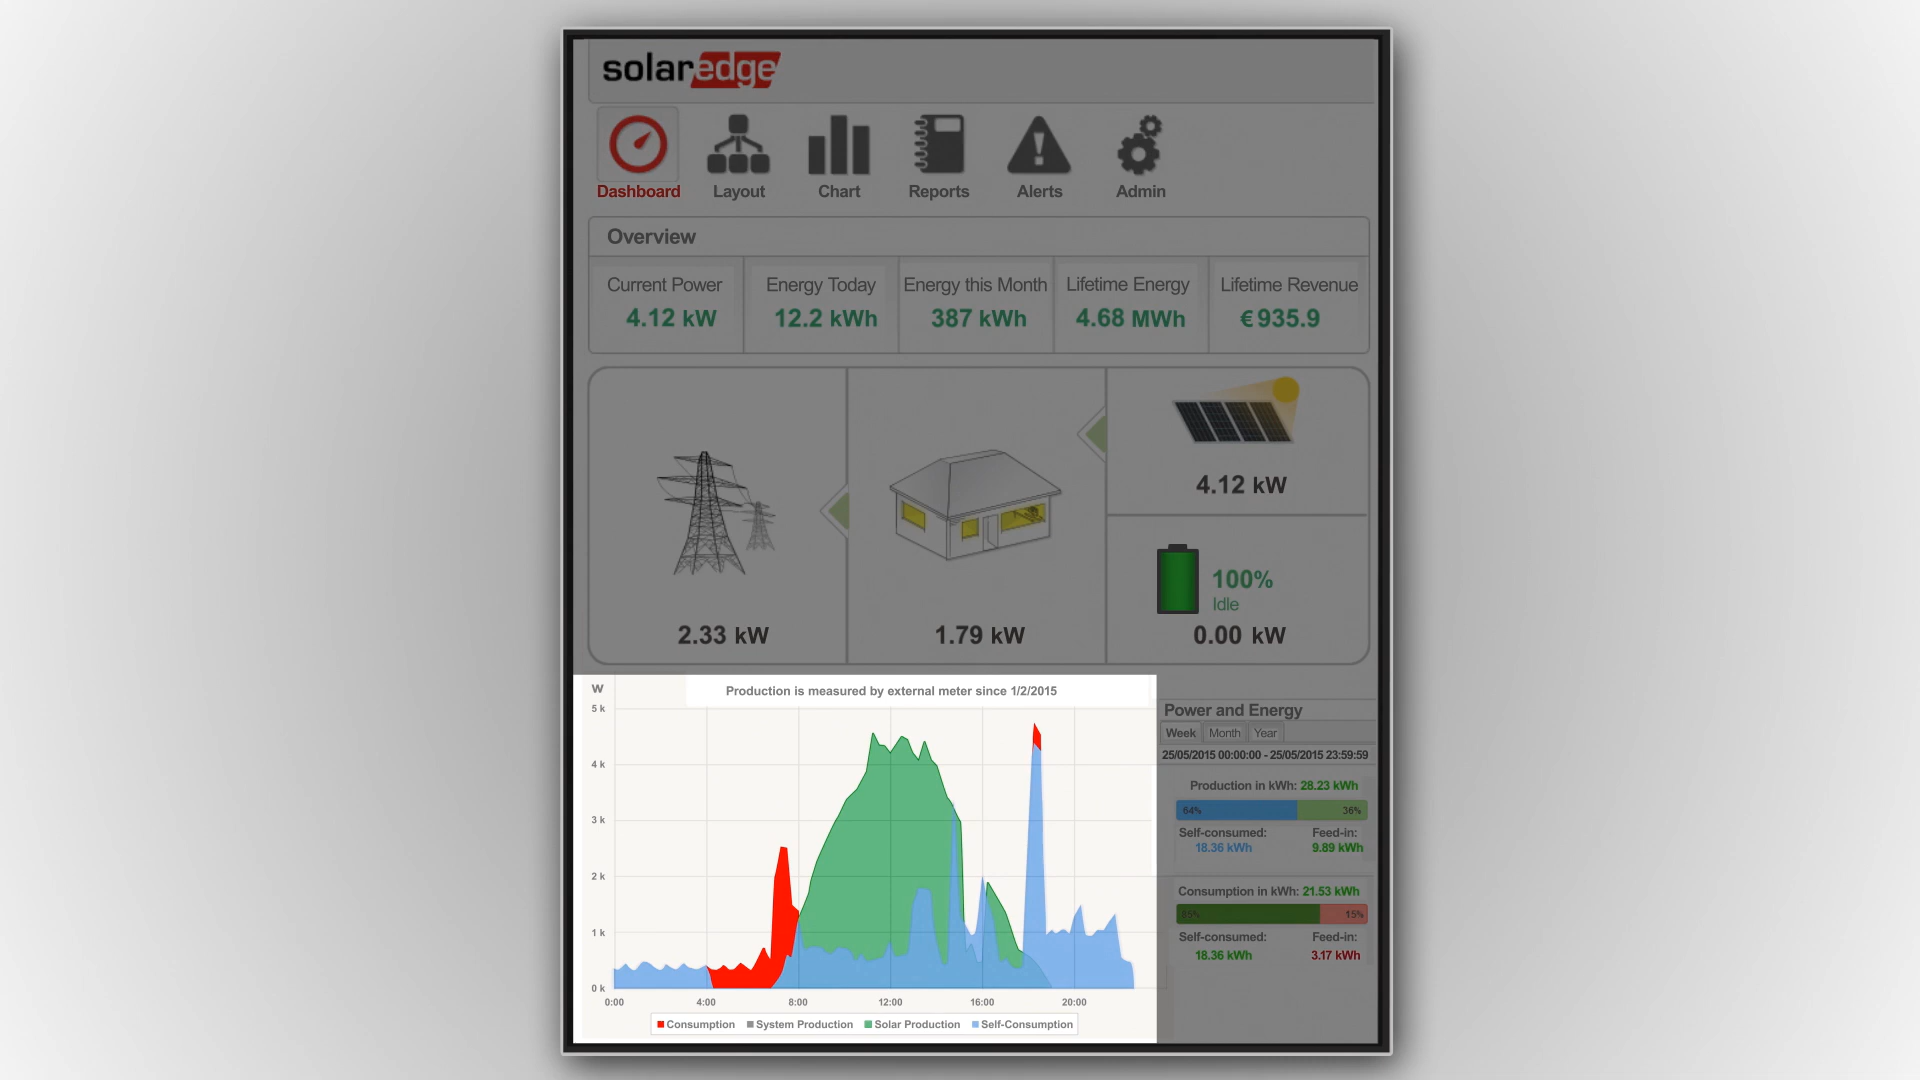 solaredge
Dashboard Layout Chart Reports Alerts Admin
Overview
Current Power Energy Today Energy this Month Lifetime Energy Lifetime Revenue
4.12 kW 12.2 kWh 387 kWh 4.68 MWh €935.9
4.12 kW
100%
Idle
2.33 kW 1.79 kW 0.00 kW
W Production is measured by external meter since 1/2/2015
5 k
4 k
3 k
2 k
1 k
0 k
0:00 4:00 8:00 12:00 16:00 20:00
Consumption System Production Solar Production Self-Consumption
Power and Energy
Week Month Year
25/05/2015 00:00:00 - 25/05/2015 23:59:59
Production in kWh: 28.23 kWh
64% 36%
Self-consumed: Feed-in:
18.36 kWh 9.89 kWh
Consumption in kWh: 21.53 kWh
85% 15%
Self-consumed: Feed-in:
18.36 kWh 3.17 kWh